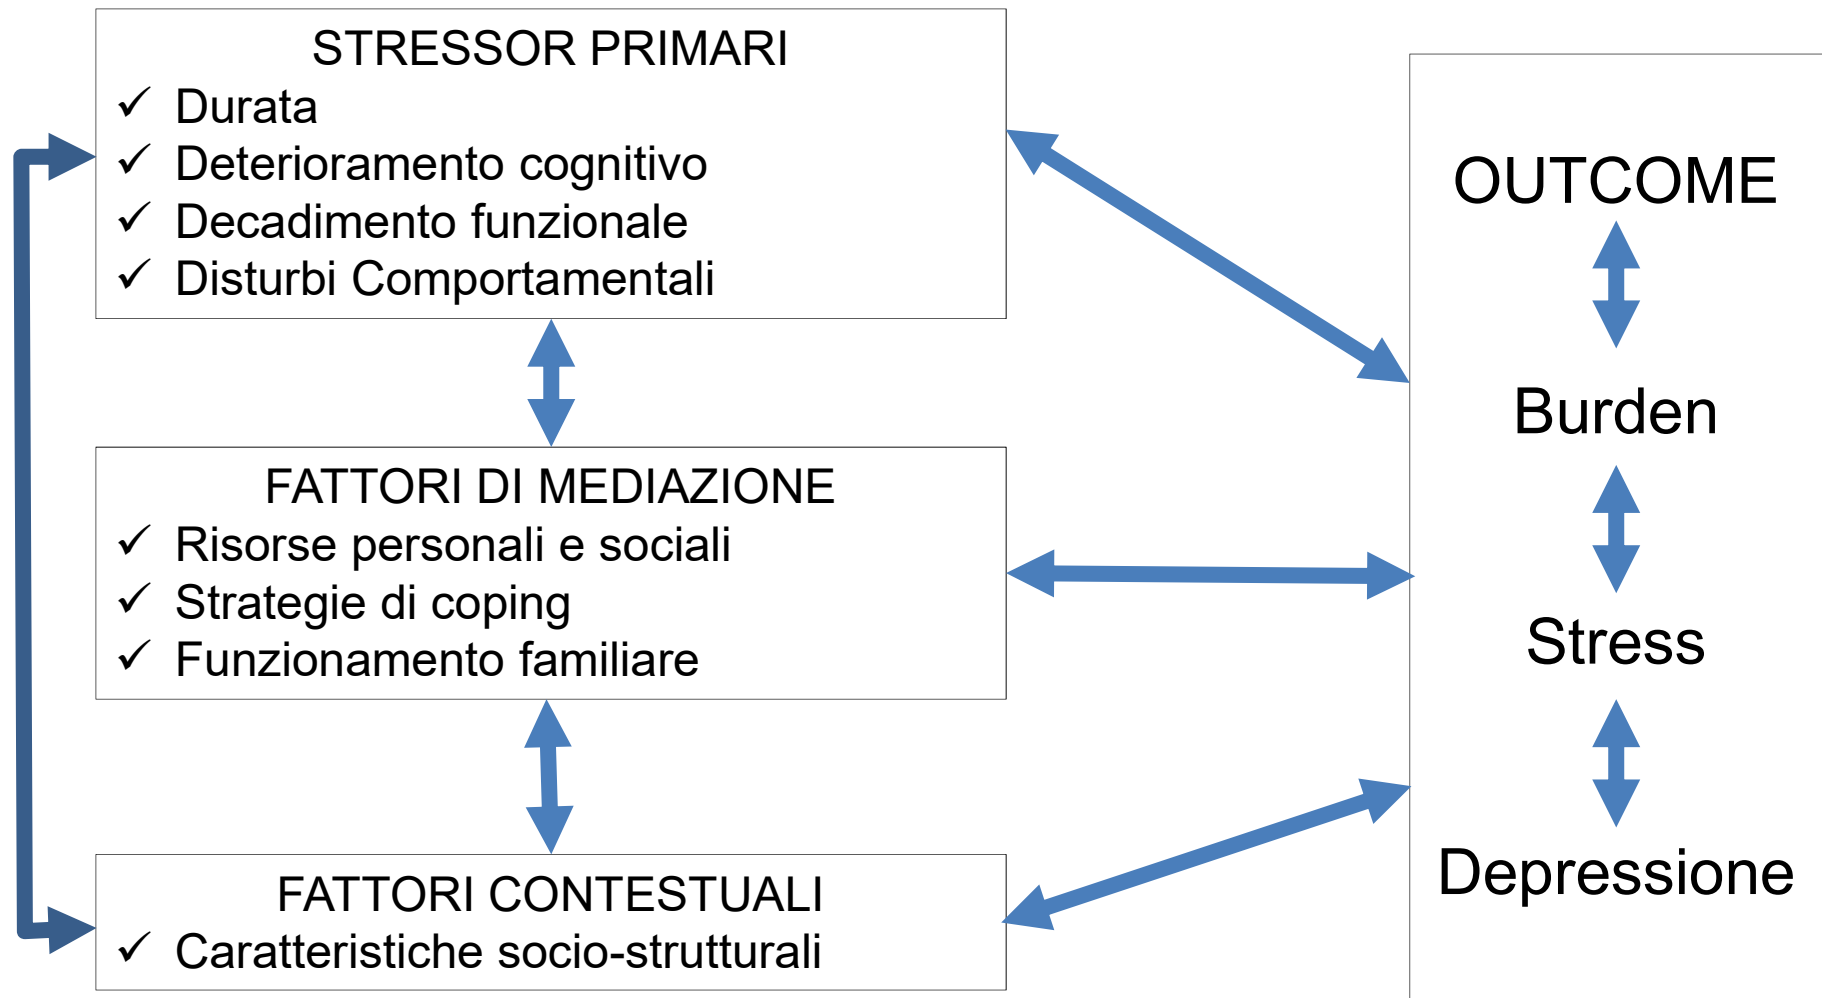 STRESSOR PRIMARI
✓ Durata
✓ Deterioramento cognitivo
✓ Decadimento funzionale
✓ Disturbi Comportamentali
FATTORI DI MEDIAZIONE
✓ Risorse personali e sociali
✓ Strategie di coping
✓ Funzionamento familiare
FATTORI CONTESTUALI
✓ Caratteristiche socio-strutturali
OUTCOME
Burden
Stress
Depressione